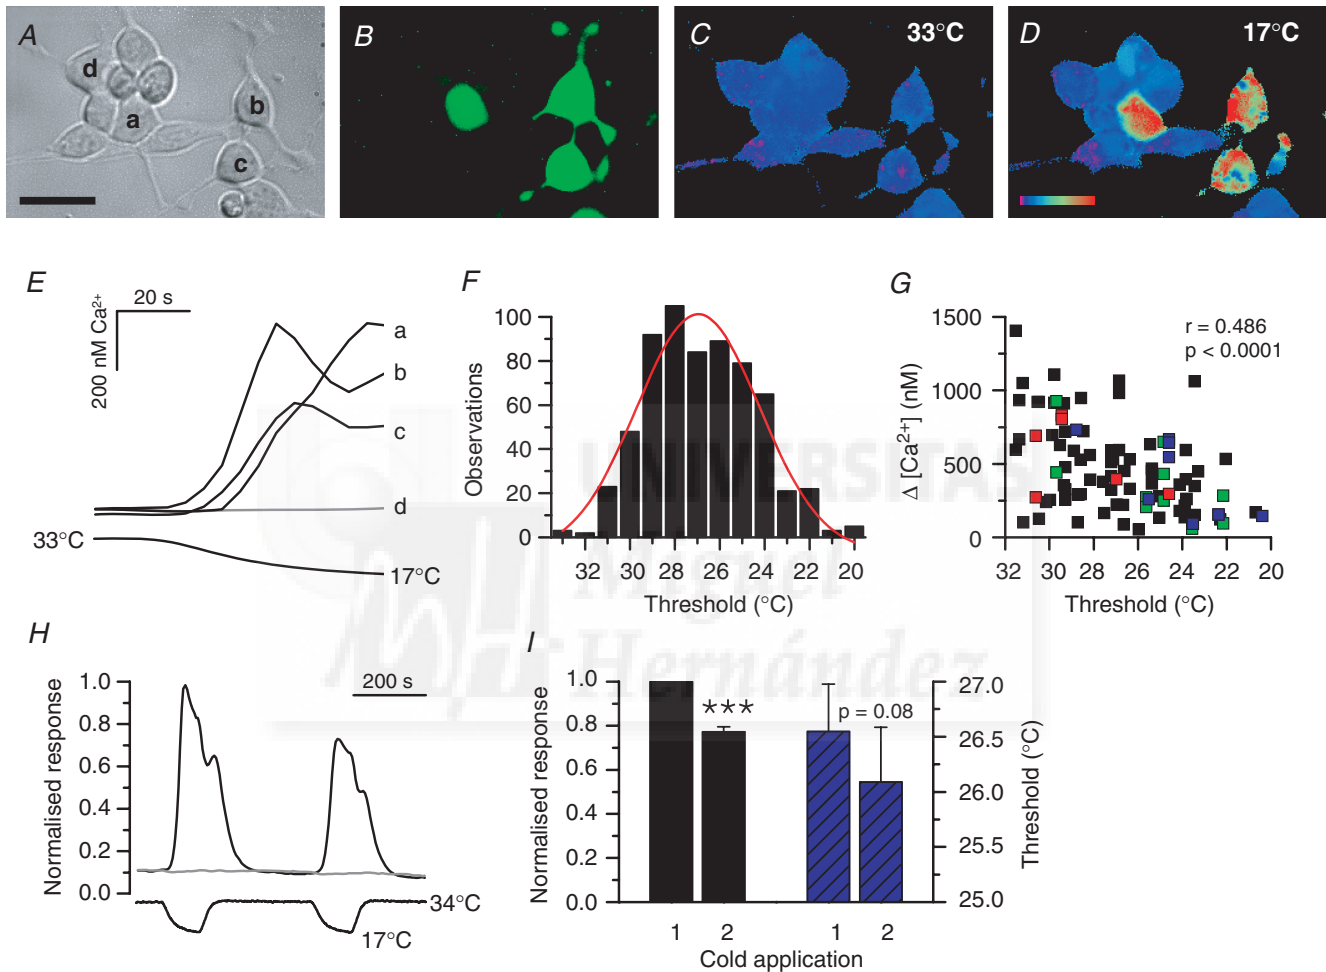 A
d
a
b
c
B
C
33°C
D
17°C
E
20 s
200 nM Ca²⁺
a
b
c
d
33°C
17°C
F
Observations
100
80
60
40
20
0
32 30 28 26 24 22 20
Threshold (°C)
G
r = 0.486
p < 0.0001
Δ [Ca²⁺] (nM)
1500
1000
500
0
32 30 28 26 24 22 20
Threshold (°C)
UNIVERSITAS
Miguel
Hernández
H
Normalised response
1.0
0.8
0.6
0.4
0.2
0.0
200 s
34°C
17°C
I
Normalised response
1.0
0.8
0.6
0.4
0.2
0.0
***
p = 0.08
27.0
26.5
26.0
25.5
25.0
Threshold (°C)
1 2 1 2
Cold application